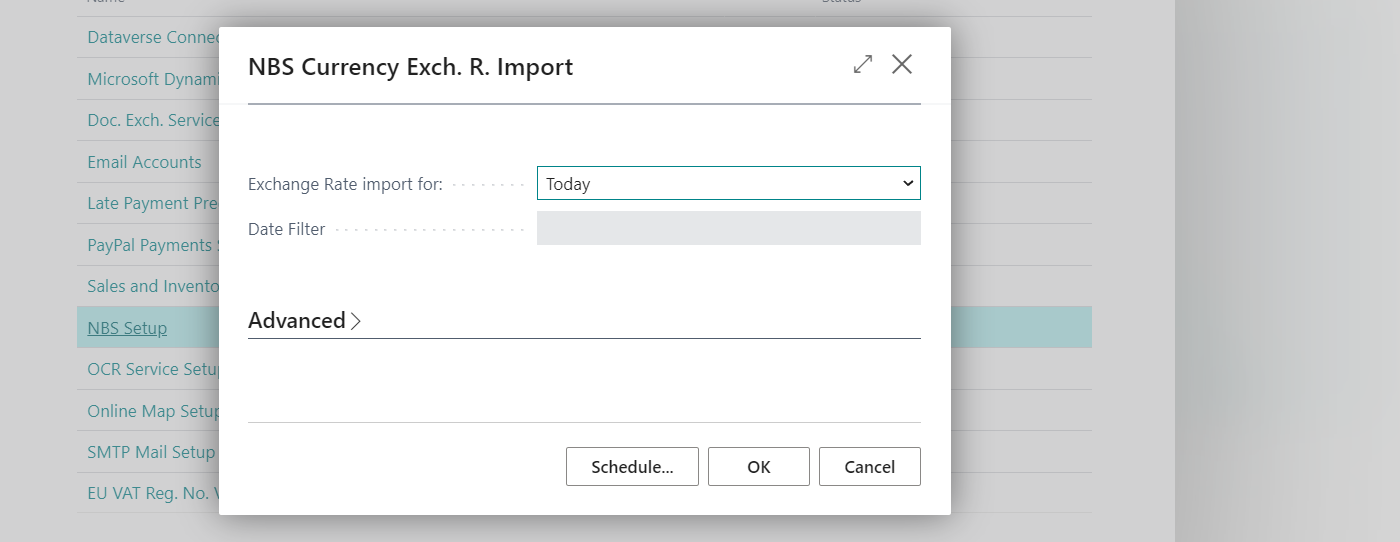 Name Status
Dataverse Connec
NBS Currency Exch. R. Import
Microsoft Dynami
Doc. Exch. Service
Email Accounts
Exchange Rate import for: Today
Late Payment Pre
Date Filter
PayPal Payments S
Sales and Invento
Advanced
NBS Setup
OCR Service Setu
Online Map Setup
SMTP Mail Setup
Schedule... OK Cancel
EU VAT Reg. No. V